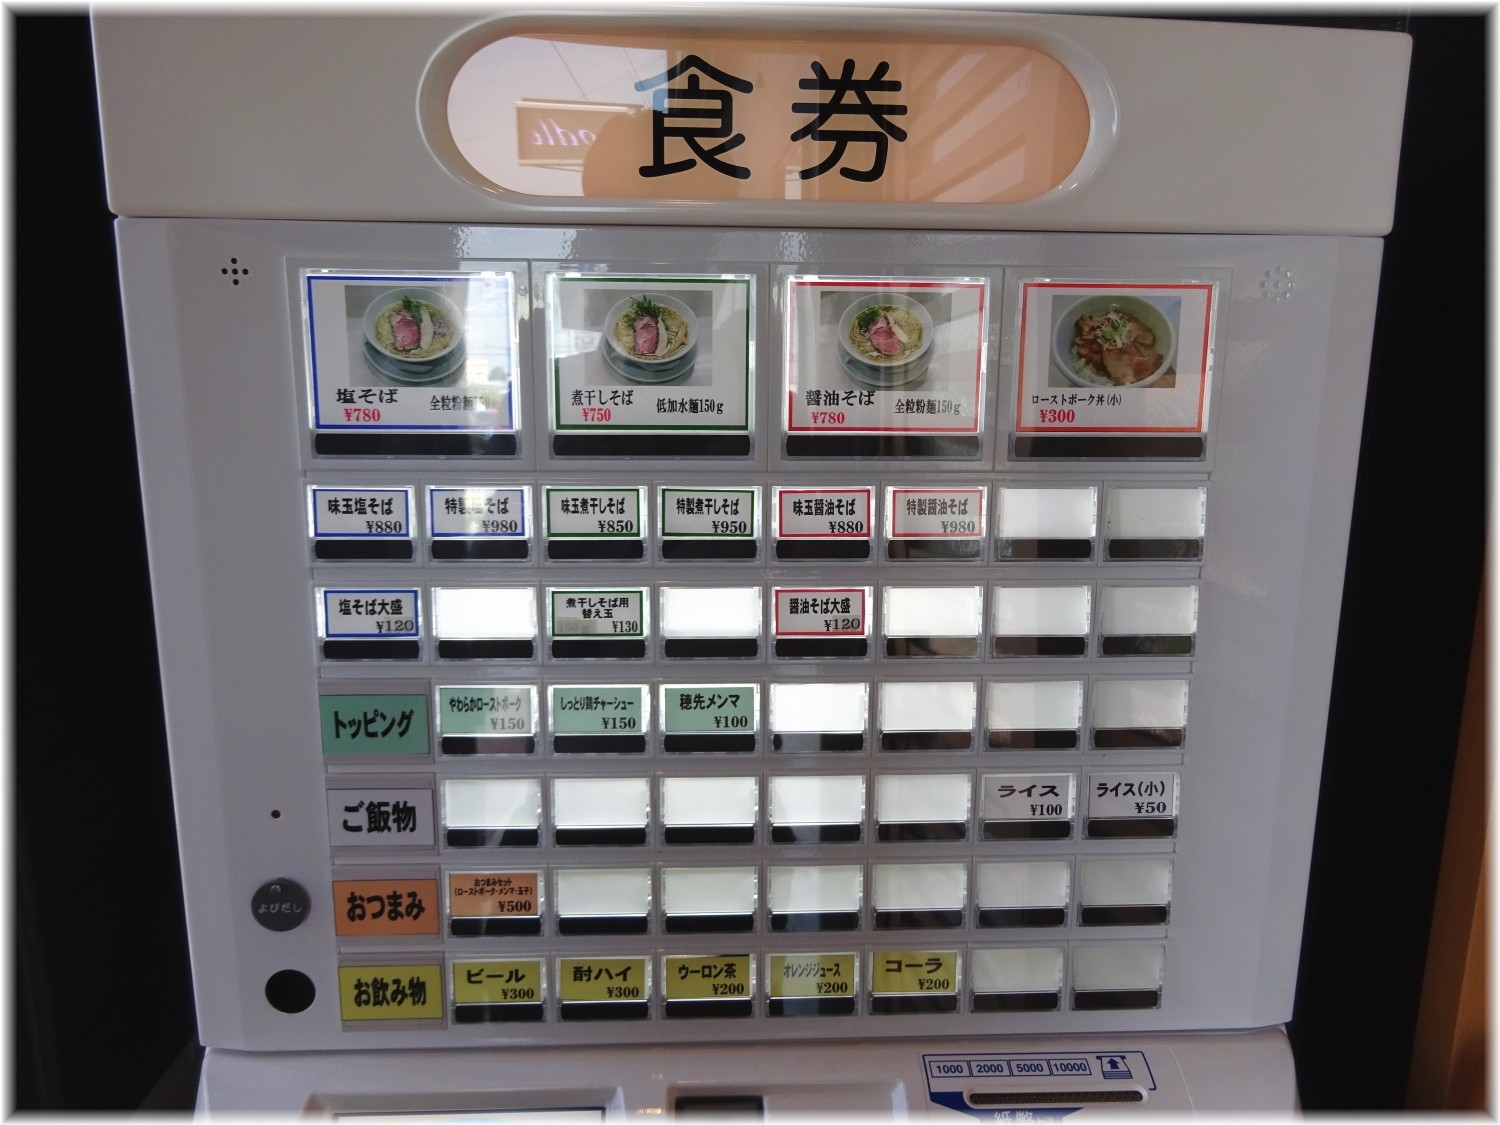 食券
塩そば
¥780
全粒粉麺150g
煮干しそば
¥750
低加水麺150g
醤油そば
¥780
全粒粉麺150g
ローストポーク丼(小)
¥300
味玉塩そば
¥880
特製塩そば
¥980
味玉煮干しそば
¥850
特製煮干しそば
¥950
味玉醤油そば
¥880
特製醤油そば
¥980
塩そば大盛
¥120
煮干しそば用
替え玉
¥130
醤油そば大盛
¥120
トッピング
やわらかローストポーク
¥150
しっとり鶏チャーシュー
¥150
穂先メンマ
¥100
ご飯物
ライス
¥100
ライス(小)
¥50
おつまみ
おつまみセット
(ローストポーク・メンマ・玉子)
¥500
よびだし
お飲み物
ビール
¥300
酎ハイ
¥300
ウーロン茶
¥200
オレンジジュース
¥200
コーラ
¥200
1000 2000 5000 10000